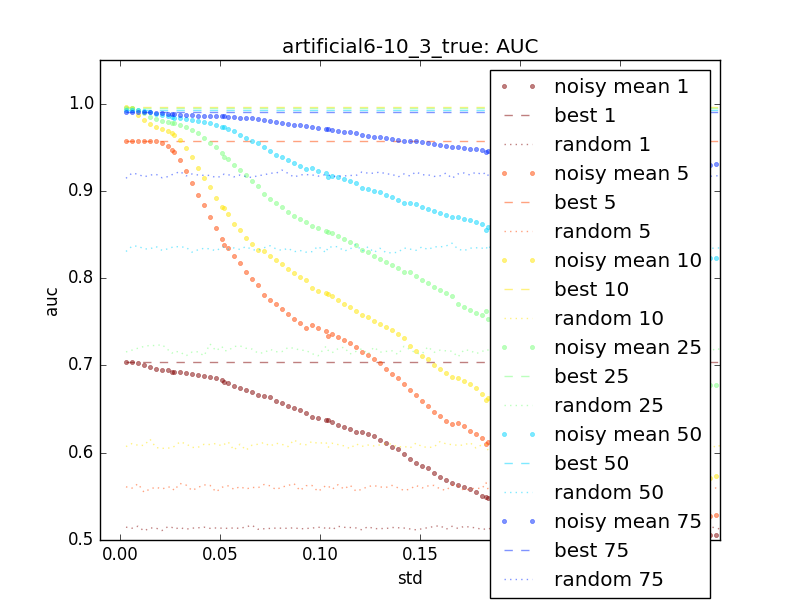 artificial6-10_3_true: AUC
1.0
0.9
0.8
0.7
0.6
0.5
auc
0.00
0.05
0.10
0.15
std
noisy mean 1
best 1
random 1
noisy mean 5
best 5
random 5
noisy mean 10
best 10
random 10
noisy mean 25
best 25
random 25
noisy mean 50
best 50
random 50
noisy mean 75
best 75
random 75